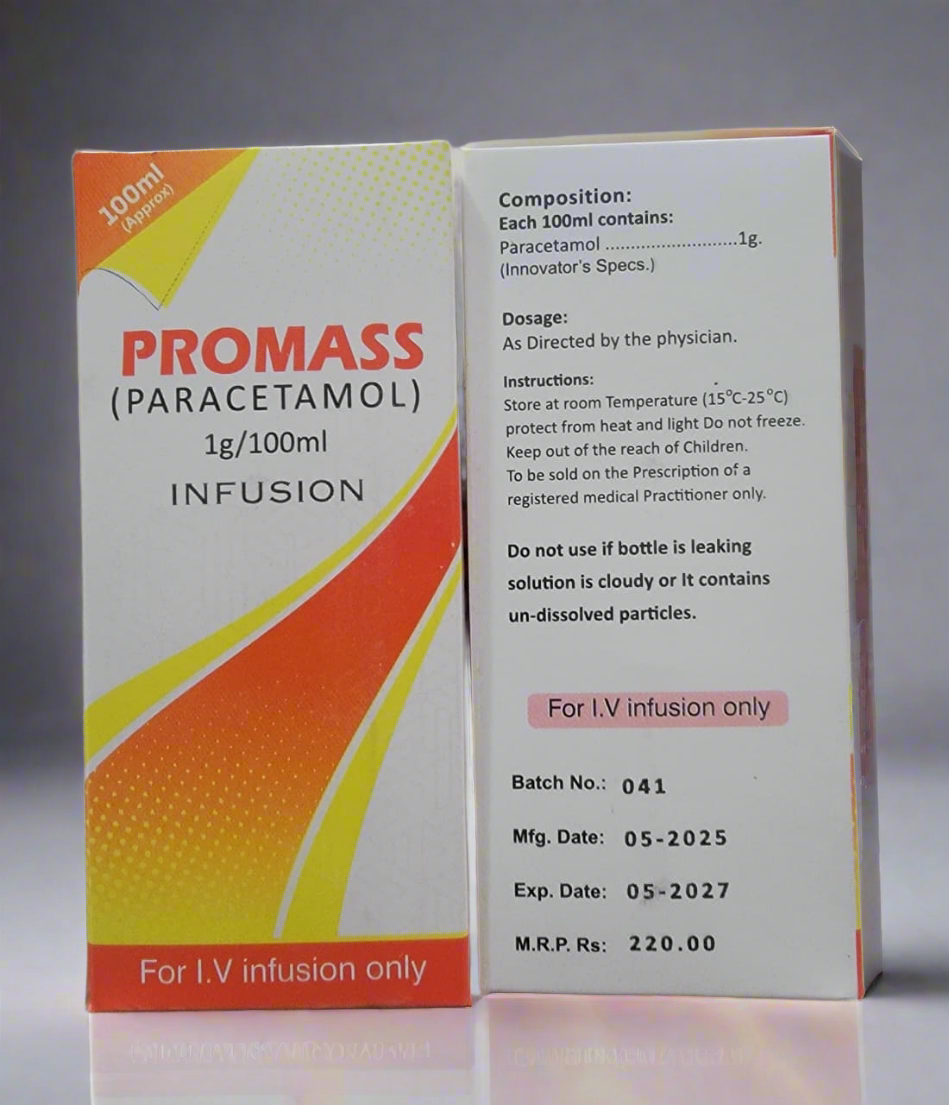 100ml
(Approx)
PROMASS
(PARACETAMOL)
1g/100ml
INFUSION
For I.V infusion only
Composition:
Each 100ml contains:
Paracetamol ..........................1g.
(Innovator's Specs.)
Dosage:
As Directed by the physician.
Instructions:
Store at room Temperature (15°C-25°C)
protect from heat and light Do not freeze.
Keep out of the reach of Children.
To be sold on the Prescription of a
registered medical Practitioner only.
Do not use if bottle is leaking
solution is cloudy or It contains
un-dissolved particles.
For I.V infusion only
Batch No.: 041
Mfg. Date: 05-2025
Exp. Date: 05-2027
M.R.P. Rs: 220.00